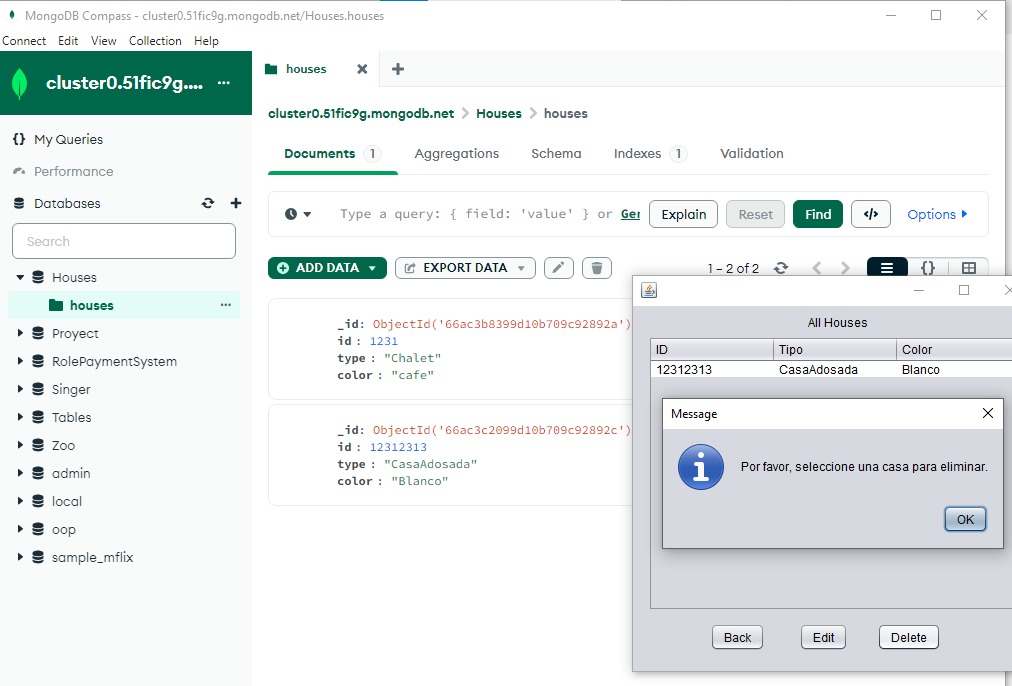 MongoDB Compass - cluster0.51fic9g.mongodb.net/Houses.houses
Connect Edit View Collection Help
cluster0.51fic9g.... ...
houses
cluster0.51fic9g.mongodb.net > Houses > houses
{} My Queries
Performance
Databases
Search
Houses
houses ...
Proyect
RolePaymentSystem
Singer
Tables
Zoo
admin
local
oop
sample_mflix
Documents 1 Aggregations Schema Indexes 1 Validation
Type a query: { field: 'value' } or Ger Explain Reset Find </> Options
ADD DATA EXPORT DATA 1 – 2 of 2 {}
_id: ObjectId('66ac3b8399d10b709c92892a')
id : 1231
type : "Chalet"
color : "cafe"
_id: ObjectId('66ac3c2099d10b709c92892c')
id : 12312313
type : "CasaAdosada"
color : "Blanco"
All Houses
ID Tipo Color
12312313 CasaAdosada Blanco
Message
Por favor, seleccione una casa para eliminar.
OK
Back Edit Delete